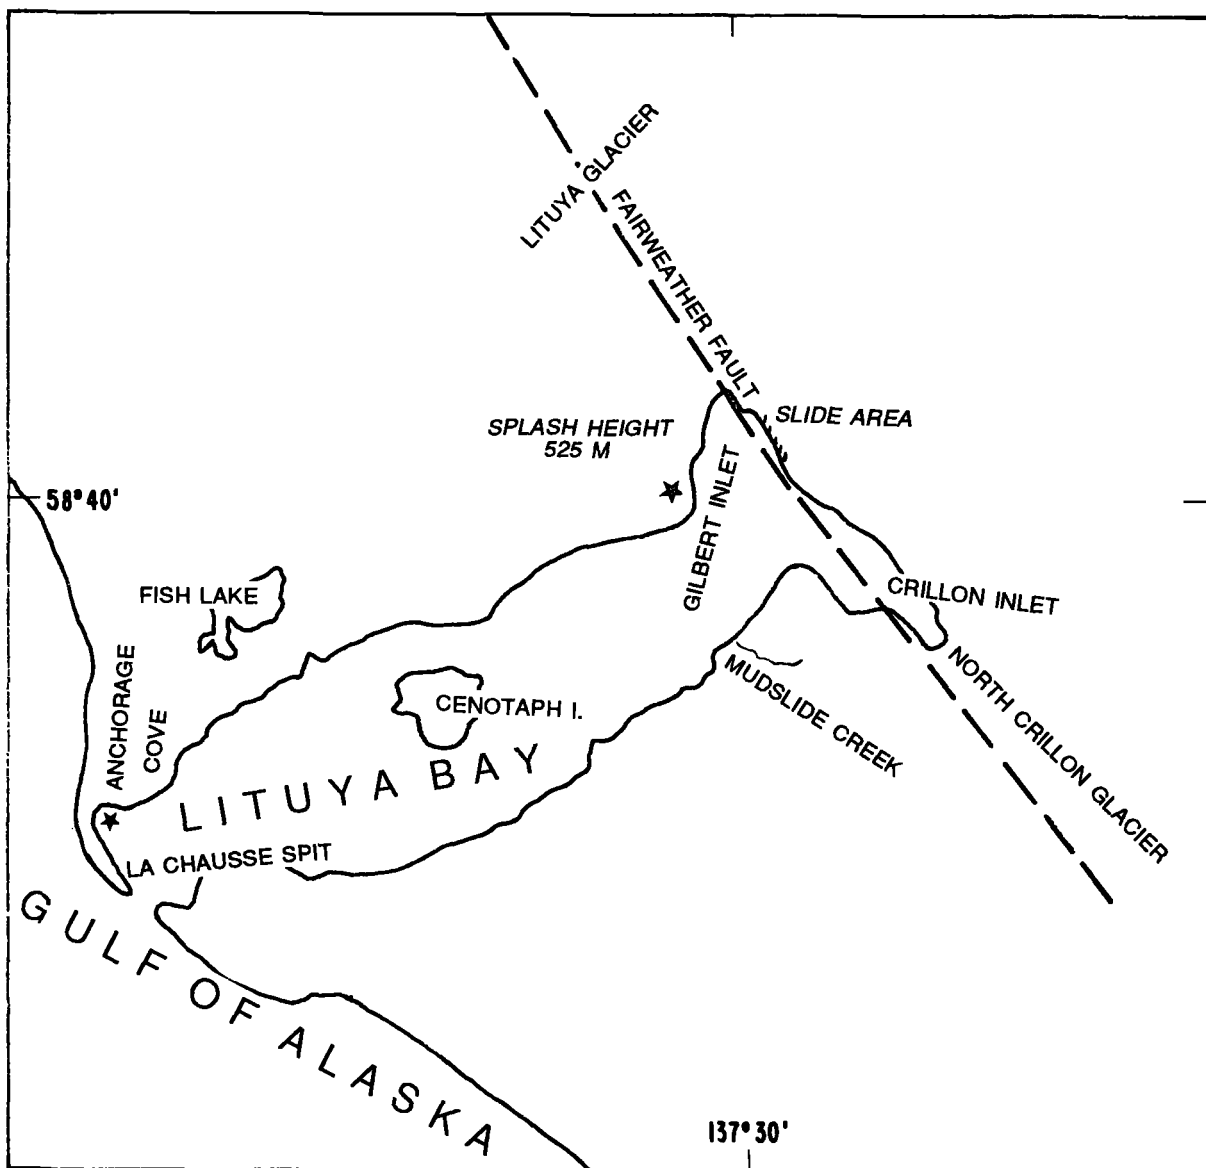 LITUYA GLACIER
FAIRWEATHER FAULT
SLIDE AREA
SPLASH HEIGHT
525 M
58°40'
GILBERT INLET
FISH LAKE
CRILLON INLET
ANCHORAGE
COVE
MUDSLIDE CREEK
NORTH CRILLON GLACIER
CENOTAPH I.
LITUYA BAY
LA CHAUSSE SPIT
GULF OF ALASKA
137°30'